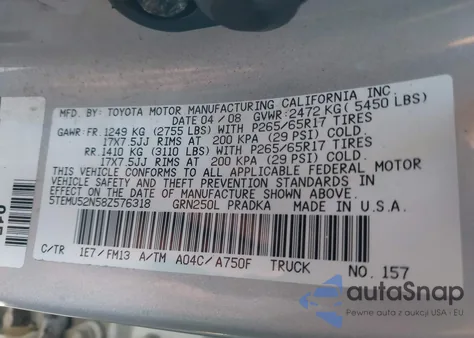 MFD. BY: TOYOTA MOTOR MANUFACTURING CALIFORNIA INC.
DATE 04/08 GVWR: 2472 KG (5450 LBS)
GAWR: FR. 1249 KG (2755 LBS) WITH P265/65R17 TIRES
17X7.5JJ RIMS AT 200 KPA (29 PSI) COLD.
RR. 1410 KG (3110 LBS) WITH P265/65R17 TIRES
17X7.5JJ RIMS AT 200 KPA (29 PSI) COLD.
THIS VEHICLE CONFORMS TO ALL APPLICABLE FEDERAL MOTOR
VEHICLE SAFETY AND THEFT PREVENTION STANDARDS IN
EFFECT ON THE DATE OF MANUFACTURE SHOWN ABOVE.
5TEMU52N58Z576318 GRN250L PRADKA MADE IN U.S.A.
C/TR 1E7/FM13 A/TM A04C/A750F TRUCK NO. 157
autoSnap
Pewne auta z aukcji USA i EU